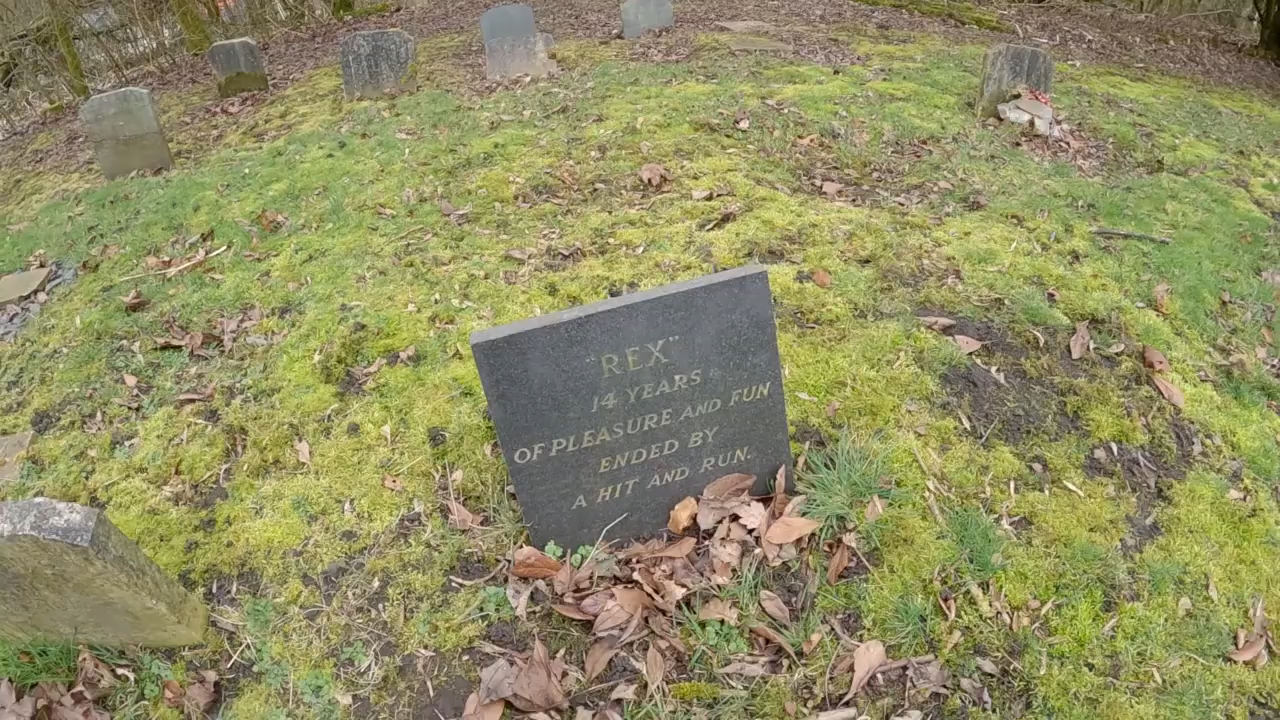 "REX"
14 YEARS
OF PLEASURE AND FUN
ENDED BY
A HIT AND RUN.